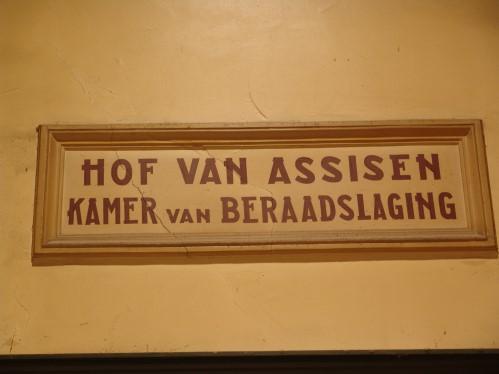 HOF VAN ASSISEN
KAMER VAN BERAADSLAGING